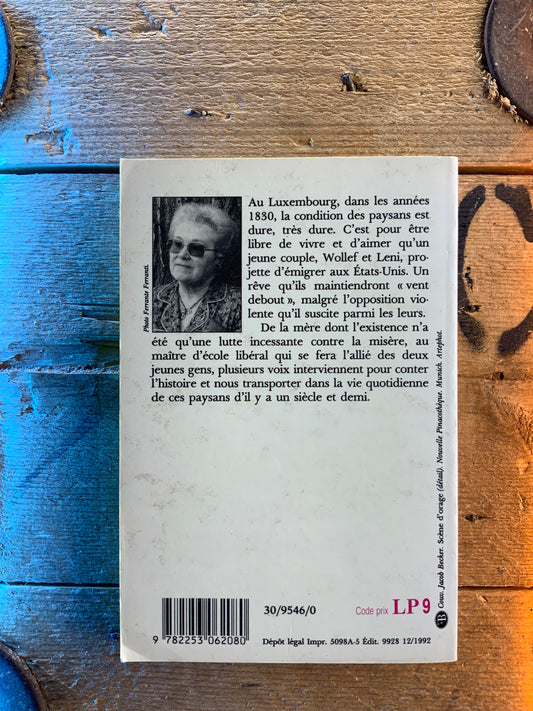 Au Luxembourg, dans les années
1830, la condition des paysans est
dure, très dure. C'est pour être
libre de vivre et d'aimer qu'un
jeune couple, Wollef et Leni, pro-
jette d'émigrer aux États-Unis. Un
rêve qu'ils maintiendront « vent
debout », malgré l'opposition vio-
lente qu'il suscite parmi les leurs.
De la mère dont l'existence n'a
été qu'une lutte incessante contre la misère, au
maître d'école libéral qui se fera l'allié des deux
jeunes gens, plusieurs voix interviennent pour conter
l'histoire et nous transporter dans la vie quotidienne
de ces paysans d'il y a un siècle et demi.
Photo Ferrante Ferranti.
Couv. Jacob Becker. Scène d'orage (détail). Nouvelle Pinacothèque. Munich. Artephot.
30/9546/0
Code prix LP 9
9 782253 062080
Dépôt légal Impr. 5098A-5 Édit. 9928 12/1992